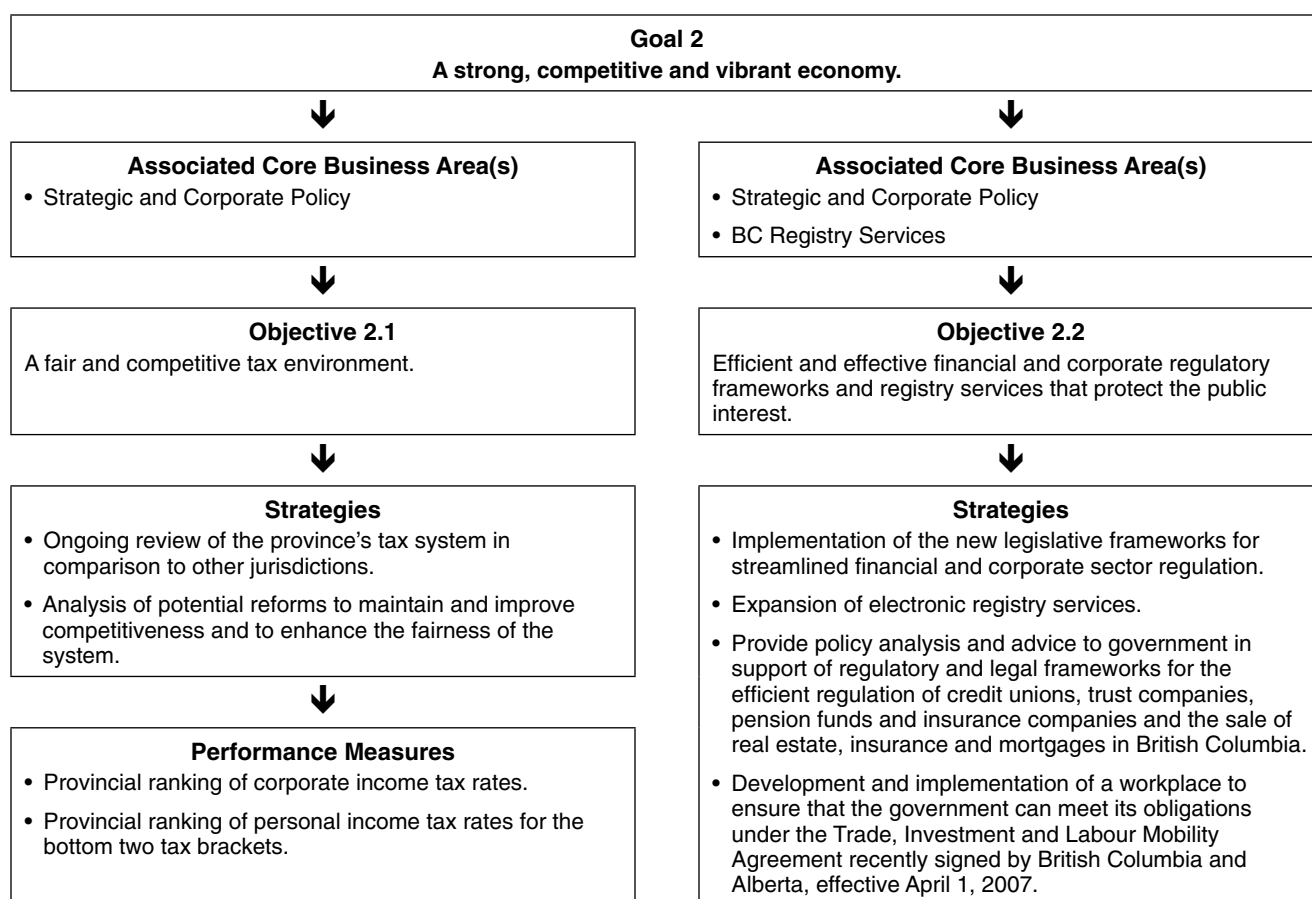 Goal 2
A strong, competitive and vibrant economy.
Associated Core Business Area(s)
• Strategic and Corporate Policy
Objective 2.1
A fair and competitive tax environment.
Strategies
• Ongoing review of the province's tax system in
comparison to other jurisdictions.
• Analysis of potential reforms to maintain and improve
competitiveness and to enhance the fairness of the
system.
Performance Measures
• Provincial ranking of corporate income tax rates.
• Provincial ranking of personal income tax rates for the
bottom two tax brackets.
Associated Core Business Area(s)
• Strategic and Corporate Policy
• BC Registry Services
Objective 2.2
Efficient and effective financial and corporate regulatory
frameworks and registry services that protect the public
interest.
Strategies
• Implementation of the new legislative frameworks for
streamlined financial and corporate sector regulation.
• Expansion of electronic registry services.
• Provide policy analysis and advice to government in
support of regulatory and legal frameworks for the
efficient regulation of credit unions, trust companies,
pension funds and insurance companies and the sale of
real estate, insurance and mortgages in British Columbia.
• Development and implementation of a workplace to
ensure that the government can meet its obligations
under the Trade, Investment and Labour Mobility
Agreement recently signed by British Columbia and
Alberta, effective April 1, 2007.